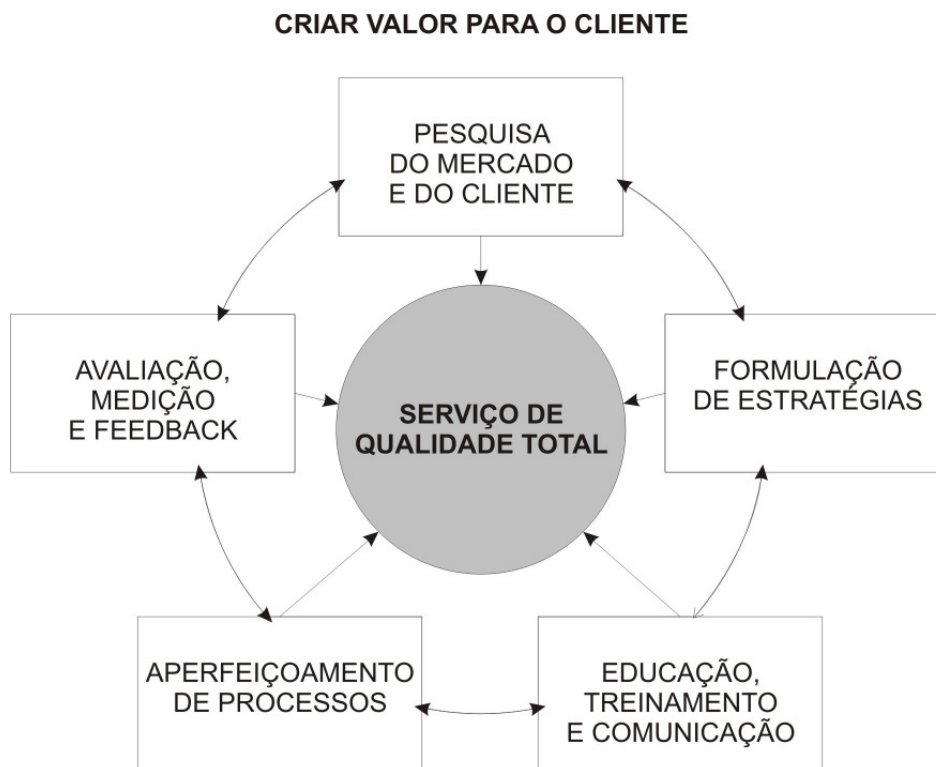 CRIAR VALOR PARA O CLIENTE
PESQUISA
DO MERCADO
E DO CLIENTE
AVALIAÇÃO,
MEDIÇÃO
E FEEDBACK
SERVIÇO DE
QUALIDADE TOTAL
FORMULAÇÃO
DE ESTRATÉGIAS
APERFEIÇOAMENTO
DE PROCESSOS
EDUCAÇÃO,
TREINAMENTO
E COMUNICAÇÃO